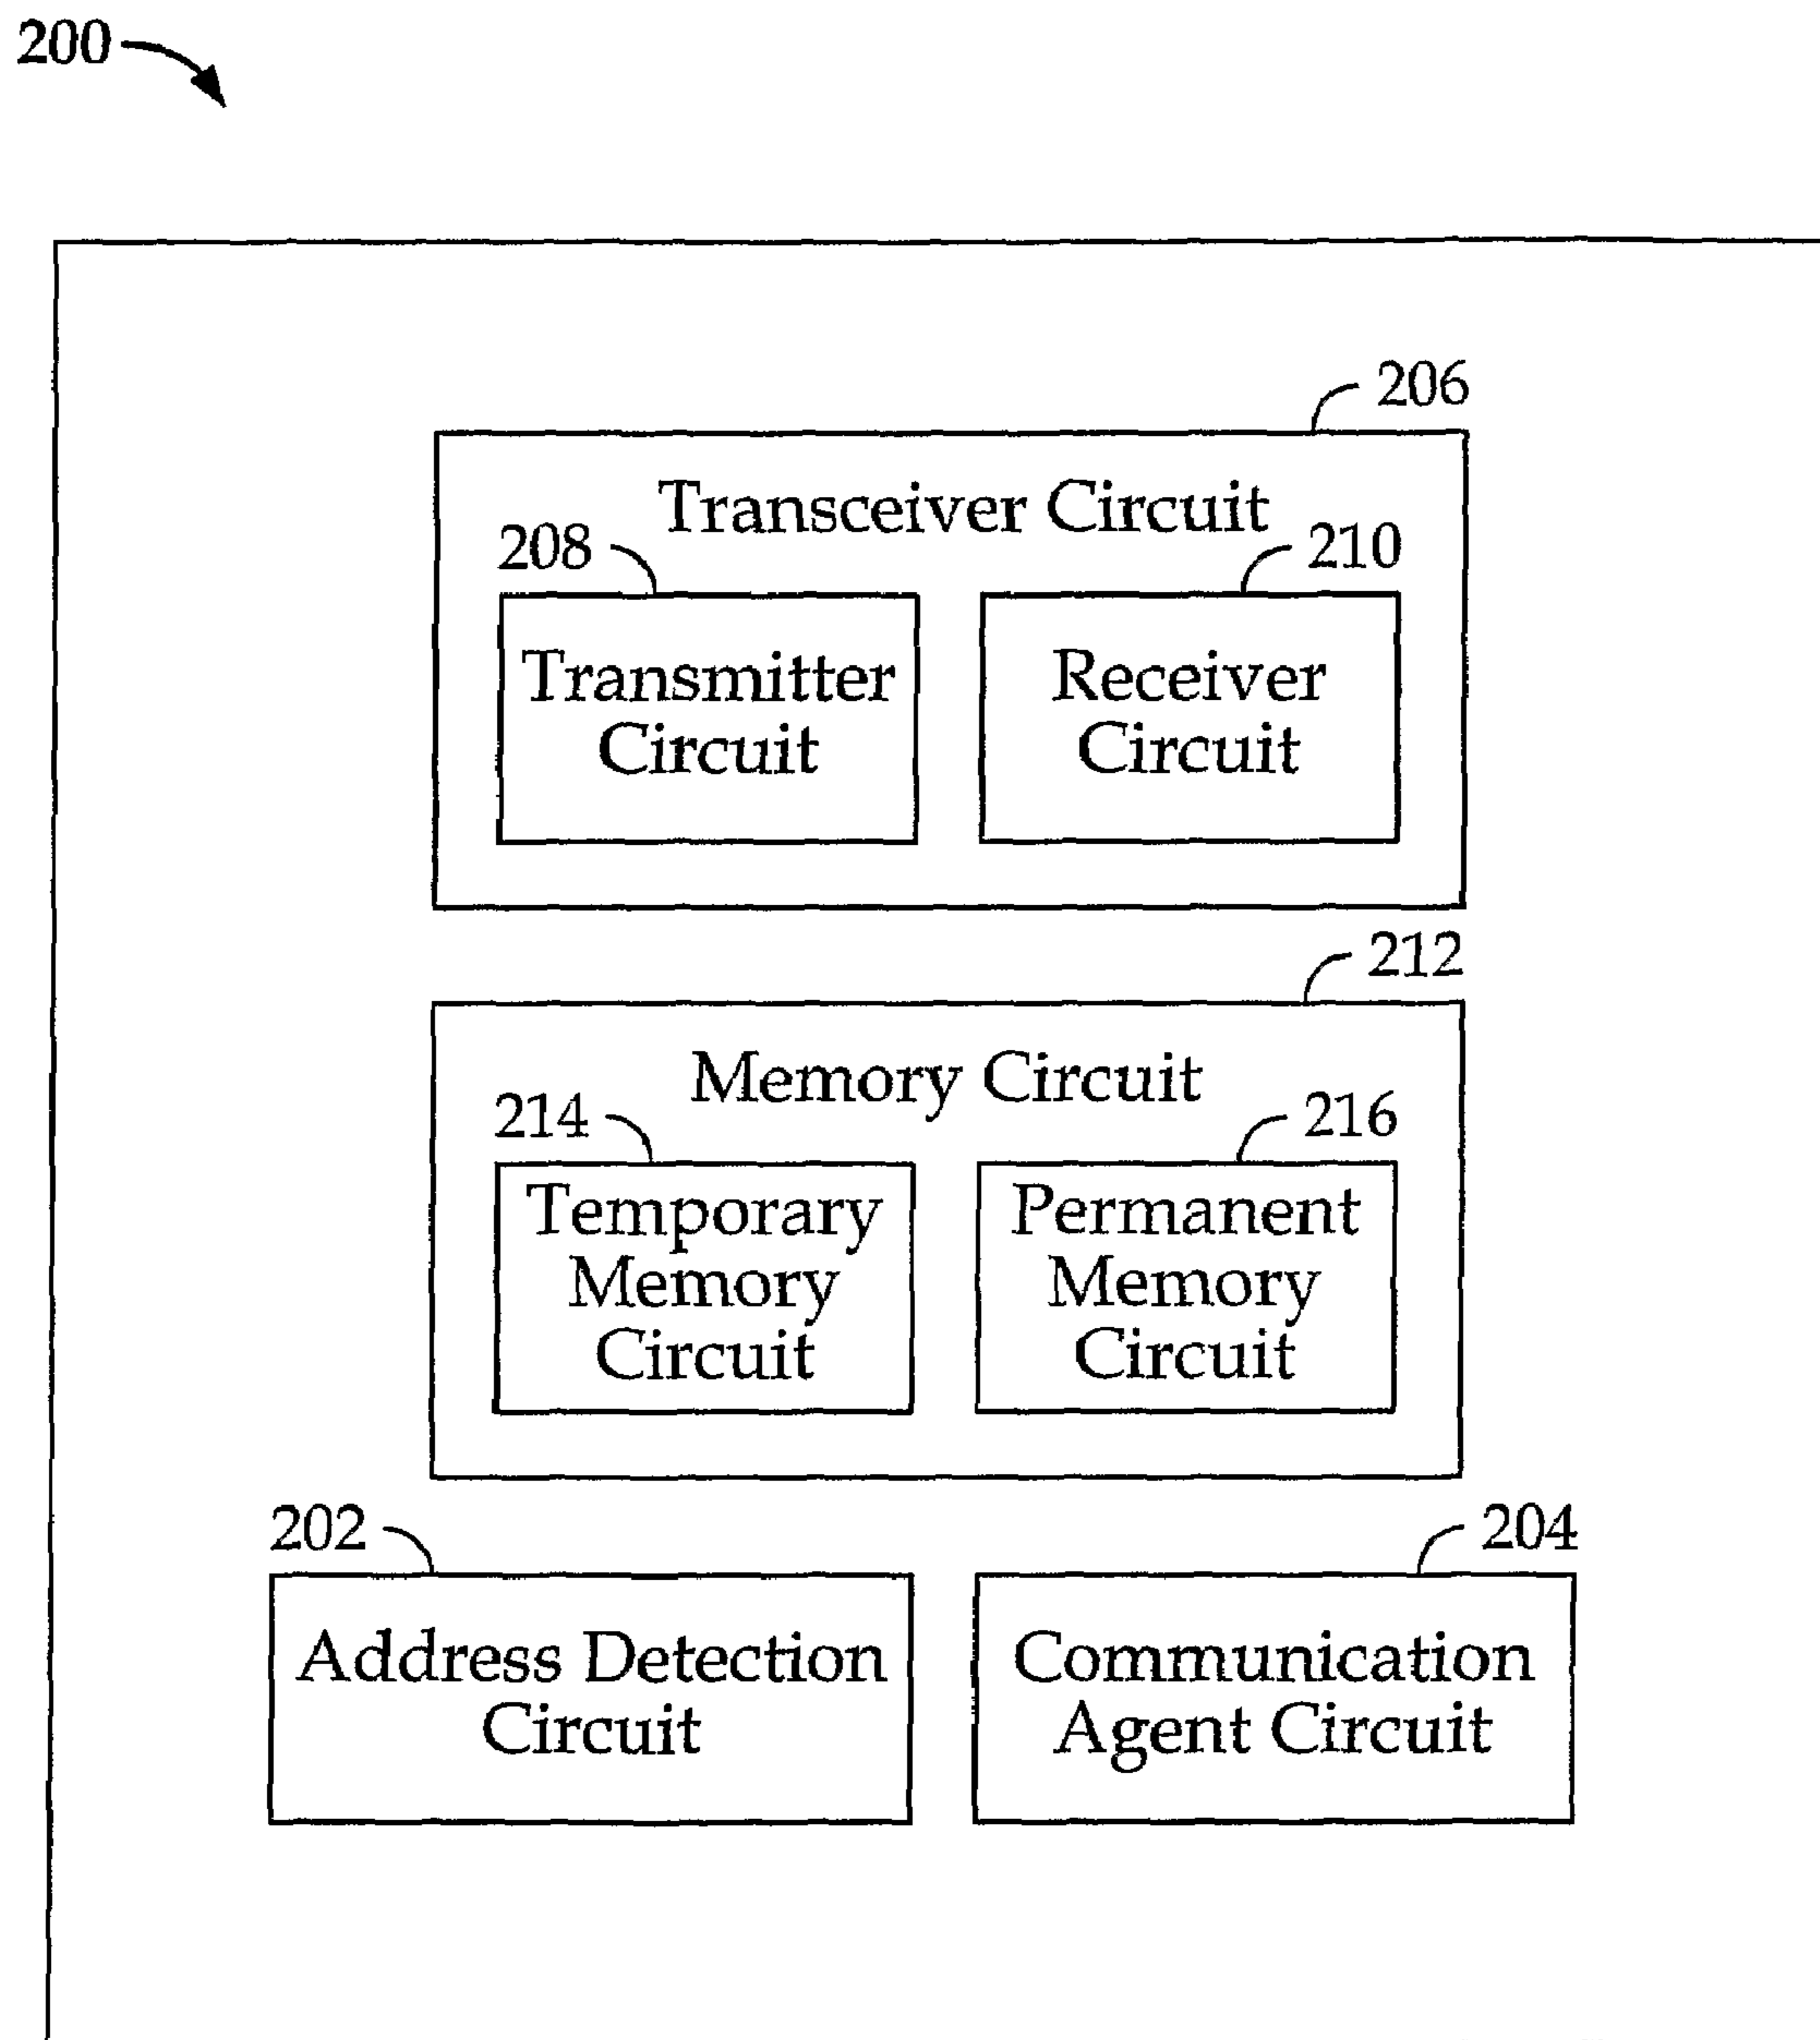 200
206
Transceiver Circuit
208
210
Transmitter
Circuit
Receiver
Circuit
212
Memory Circuit
214
216
Temporary
Memory
Circuit
Permanent
Memory
Circuit
202
204
Address Detection
Circuit
Communication
Agent Circuit